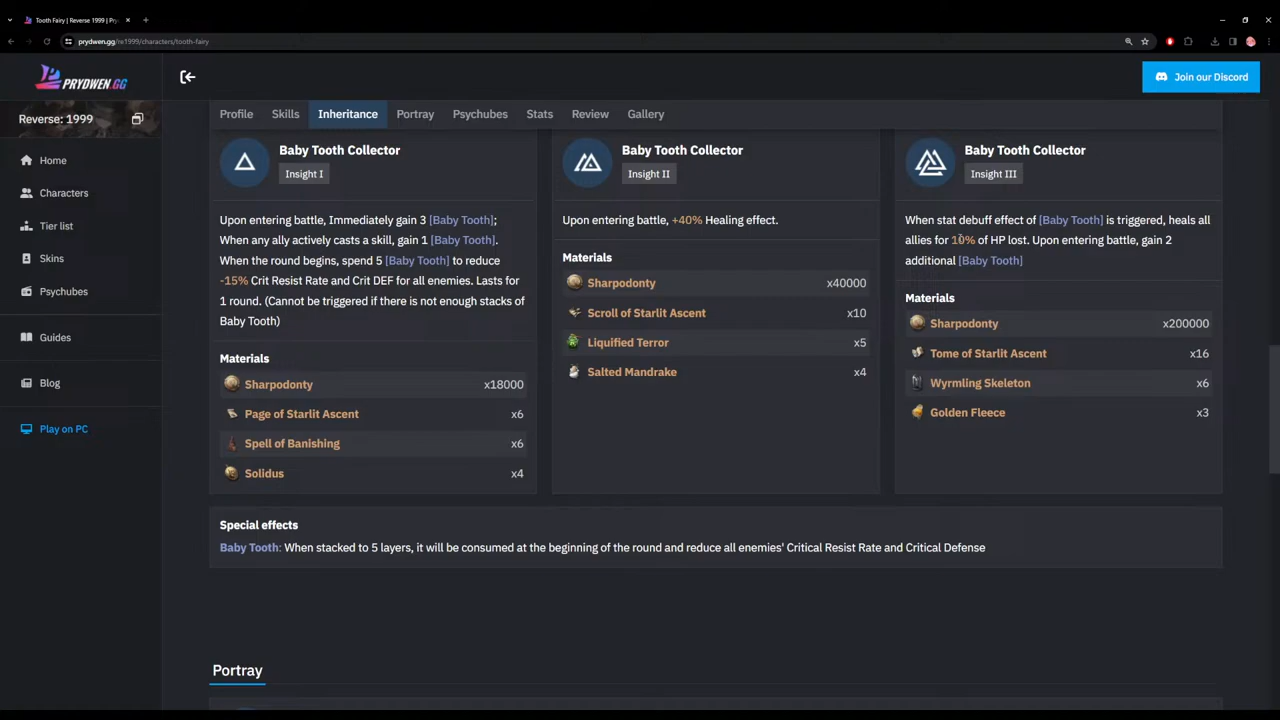 Tooth Fairy | Reverse 1999 | Pry
prydwen.gg/re1999/characters/tooth-fairy
PRYDWEN.GG
Join our Discord
Reverse: 1999
Profile Skills Inheritance Portray Psychubes Stats Review Gallery
Home
Characters
Tier list
Skins
Psychubes
Guides
Blog
Play on PC
Baby Tooth Collector
Insight I
Upon entering battle, Immediately gain 3 [Baby Tooth];
When any ally actively casts a skill, gain 1 [Baby Tooth].
When the round begins, spend 5 [Baby Tooth] to reduce
-15% Crit Resist Rate and Crit DEF for all enemies. Lasts for
1 round. (Cannot be triggered if there is not enough stacks of
Baby Tooth)
Materials
Sharpodonty x18000
Page of Starlit Ascent x6
Spell of Banishing x6
Solidus x4
Baby Tooth Collector
Insight II
Upon entering battle, +40% Healing effect.
Materials
Sharpodonty x40000
Scroll of Starlit Ascent x10
Liquified Terror x5
Salted Mandrake x4
Baby Tooth Collector
Insight III
When stat debuff effect of [Baby Tooth] is triggered, heals all
allies for 10% of HP lost. Upon entering battle, gain 2
additional [Baby Tooth]
Materials
Sharpodonty x200000
Tome of Starlit Ascent x16
Wyrmling Skeleton x6
Golden Fleece x3
Special effects
Baby Tooth: When stacked to 5 layers, it will be consumed at the beginning of the round and reduce all enemies' Critical Resist Rate and Critical Defense
Portray